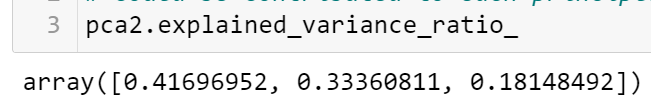 3 pca2.explained_variance_ratio_
array([0.41696952, 0.33360811, 0.18148492])